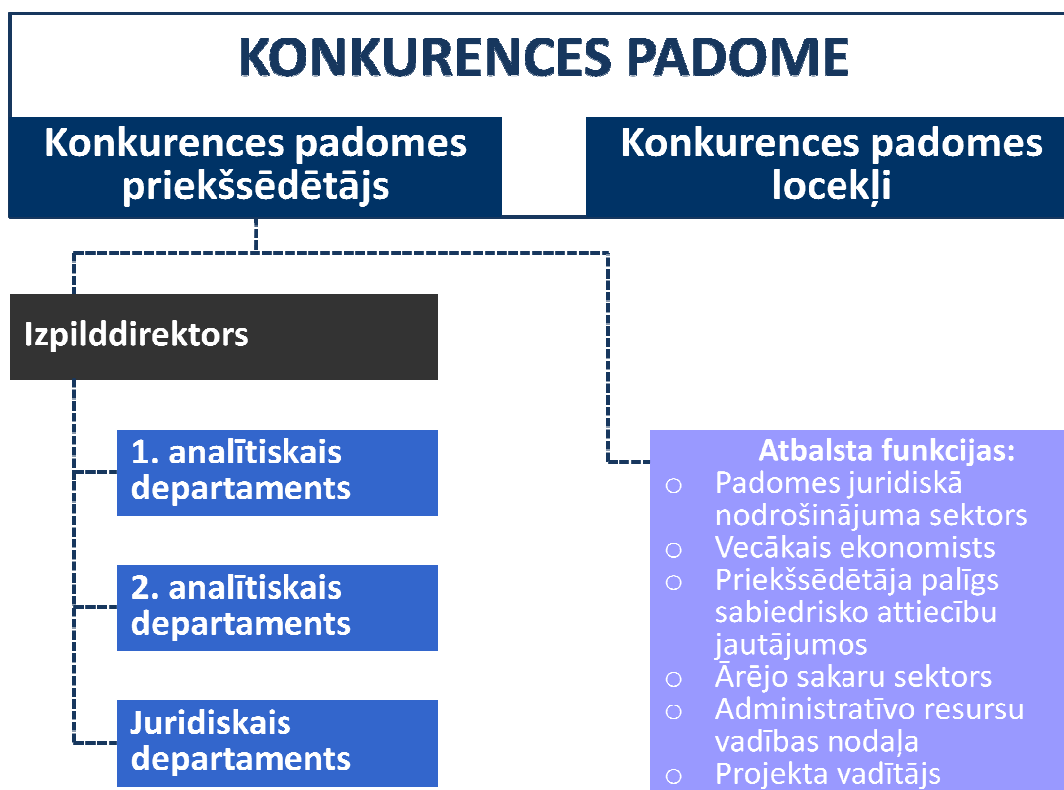 KONKURENCES PADOME
Konkurences padomes
priekšsēdētājs
Konkurences padomes
locekļi
Izpilddirektors
1. analītiskais
departaments
2. analītiskais
departaments
Juridiskais
departaments
Atbalsta funkcijas:
o Padomes juridiskā
nodrošinājuma sektors
o Vecākais ekonomists
o Priekšsēdētāja palīgs
sabiedrisko attiecību
jautājumos
o Ārējo sakaru sektors
o Administratīvo resursu
vadības nodaļa
o Projekta vadītājs